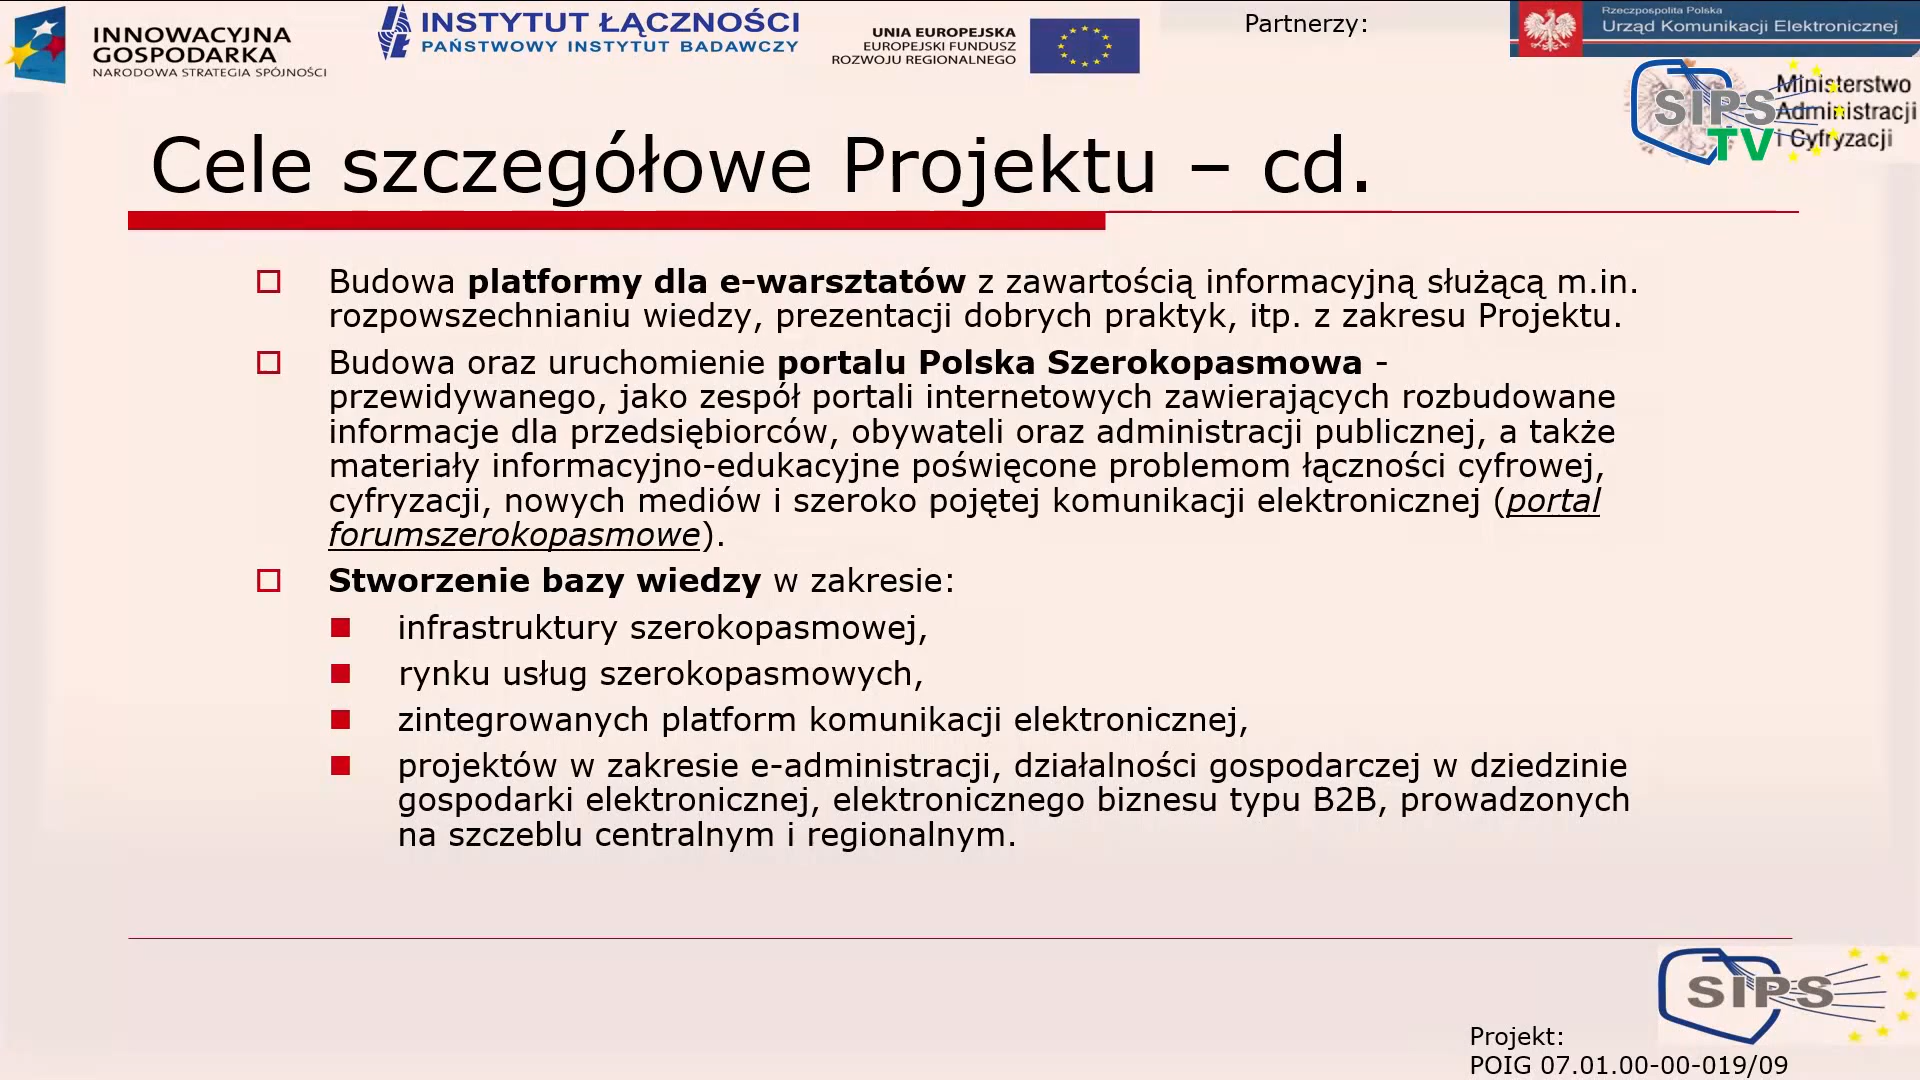 INNOWACYJNA
GOSPODARKA
NARODOWA STRATEGIA SPÓJNOŚCI
INSTYTUT ŁĄCZNOŚCI
PAŃSTWOWY INSTYTUT BADAWCZY
UNIA EUROPEJSKA
EUROPEJSKI FUNDUSZ
ROZWOJU REGIONALNEGO
Partnerzy:
Rzeczpospolita Polska
Urząd Komunikacji Elektronicznej
Ministerstwo
Administracji
i Cyfryzacji
SIPS
TV
Cele szczegółowe Projektu – cd.
Budowa platformy dla e-warsztatów z zawartością informacyjną służącą m.in.
rozpowszechnianiu wiedzy, prezentacji dobrych praktyk, itp. z zakresu Projektu.
Budowa oraz uruchomienie portalu Polska Szerokopasmowa -
przewidywanego, jako zespół portali internetowych zawierających rozbudowane
informacje dla przedsiębiorców, obywateli oraz administracji publicznej, a także
materiały informacyjno-edukacyjne poświęcone problemom łączności cyfrowej,
cyfryzacji, nowych mediów i szeroko pojętej komunikacji elektronicznej (portal
forumszerokopasmowe).
Stworzenie bazy wiedzy w zakresie:
infrastruktury szerokopasmowej,
rynku usług szerokopasmowych,
zintegrowanych platform komunikacji elektronicznej,
projektów w zakresie e-administracji, działalności gospodarczej w dziedzinie
gospodarki elektronicznej, elektronicznego biznesu typu B2B, prowadzonych
na szczeblu centralnym i regionalnym.
SIPS
Projekt:
POIG 07.01.00-00-019/09